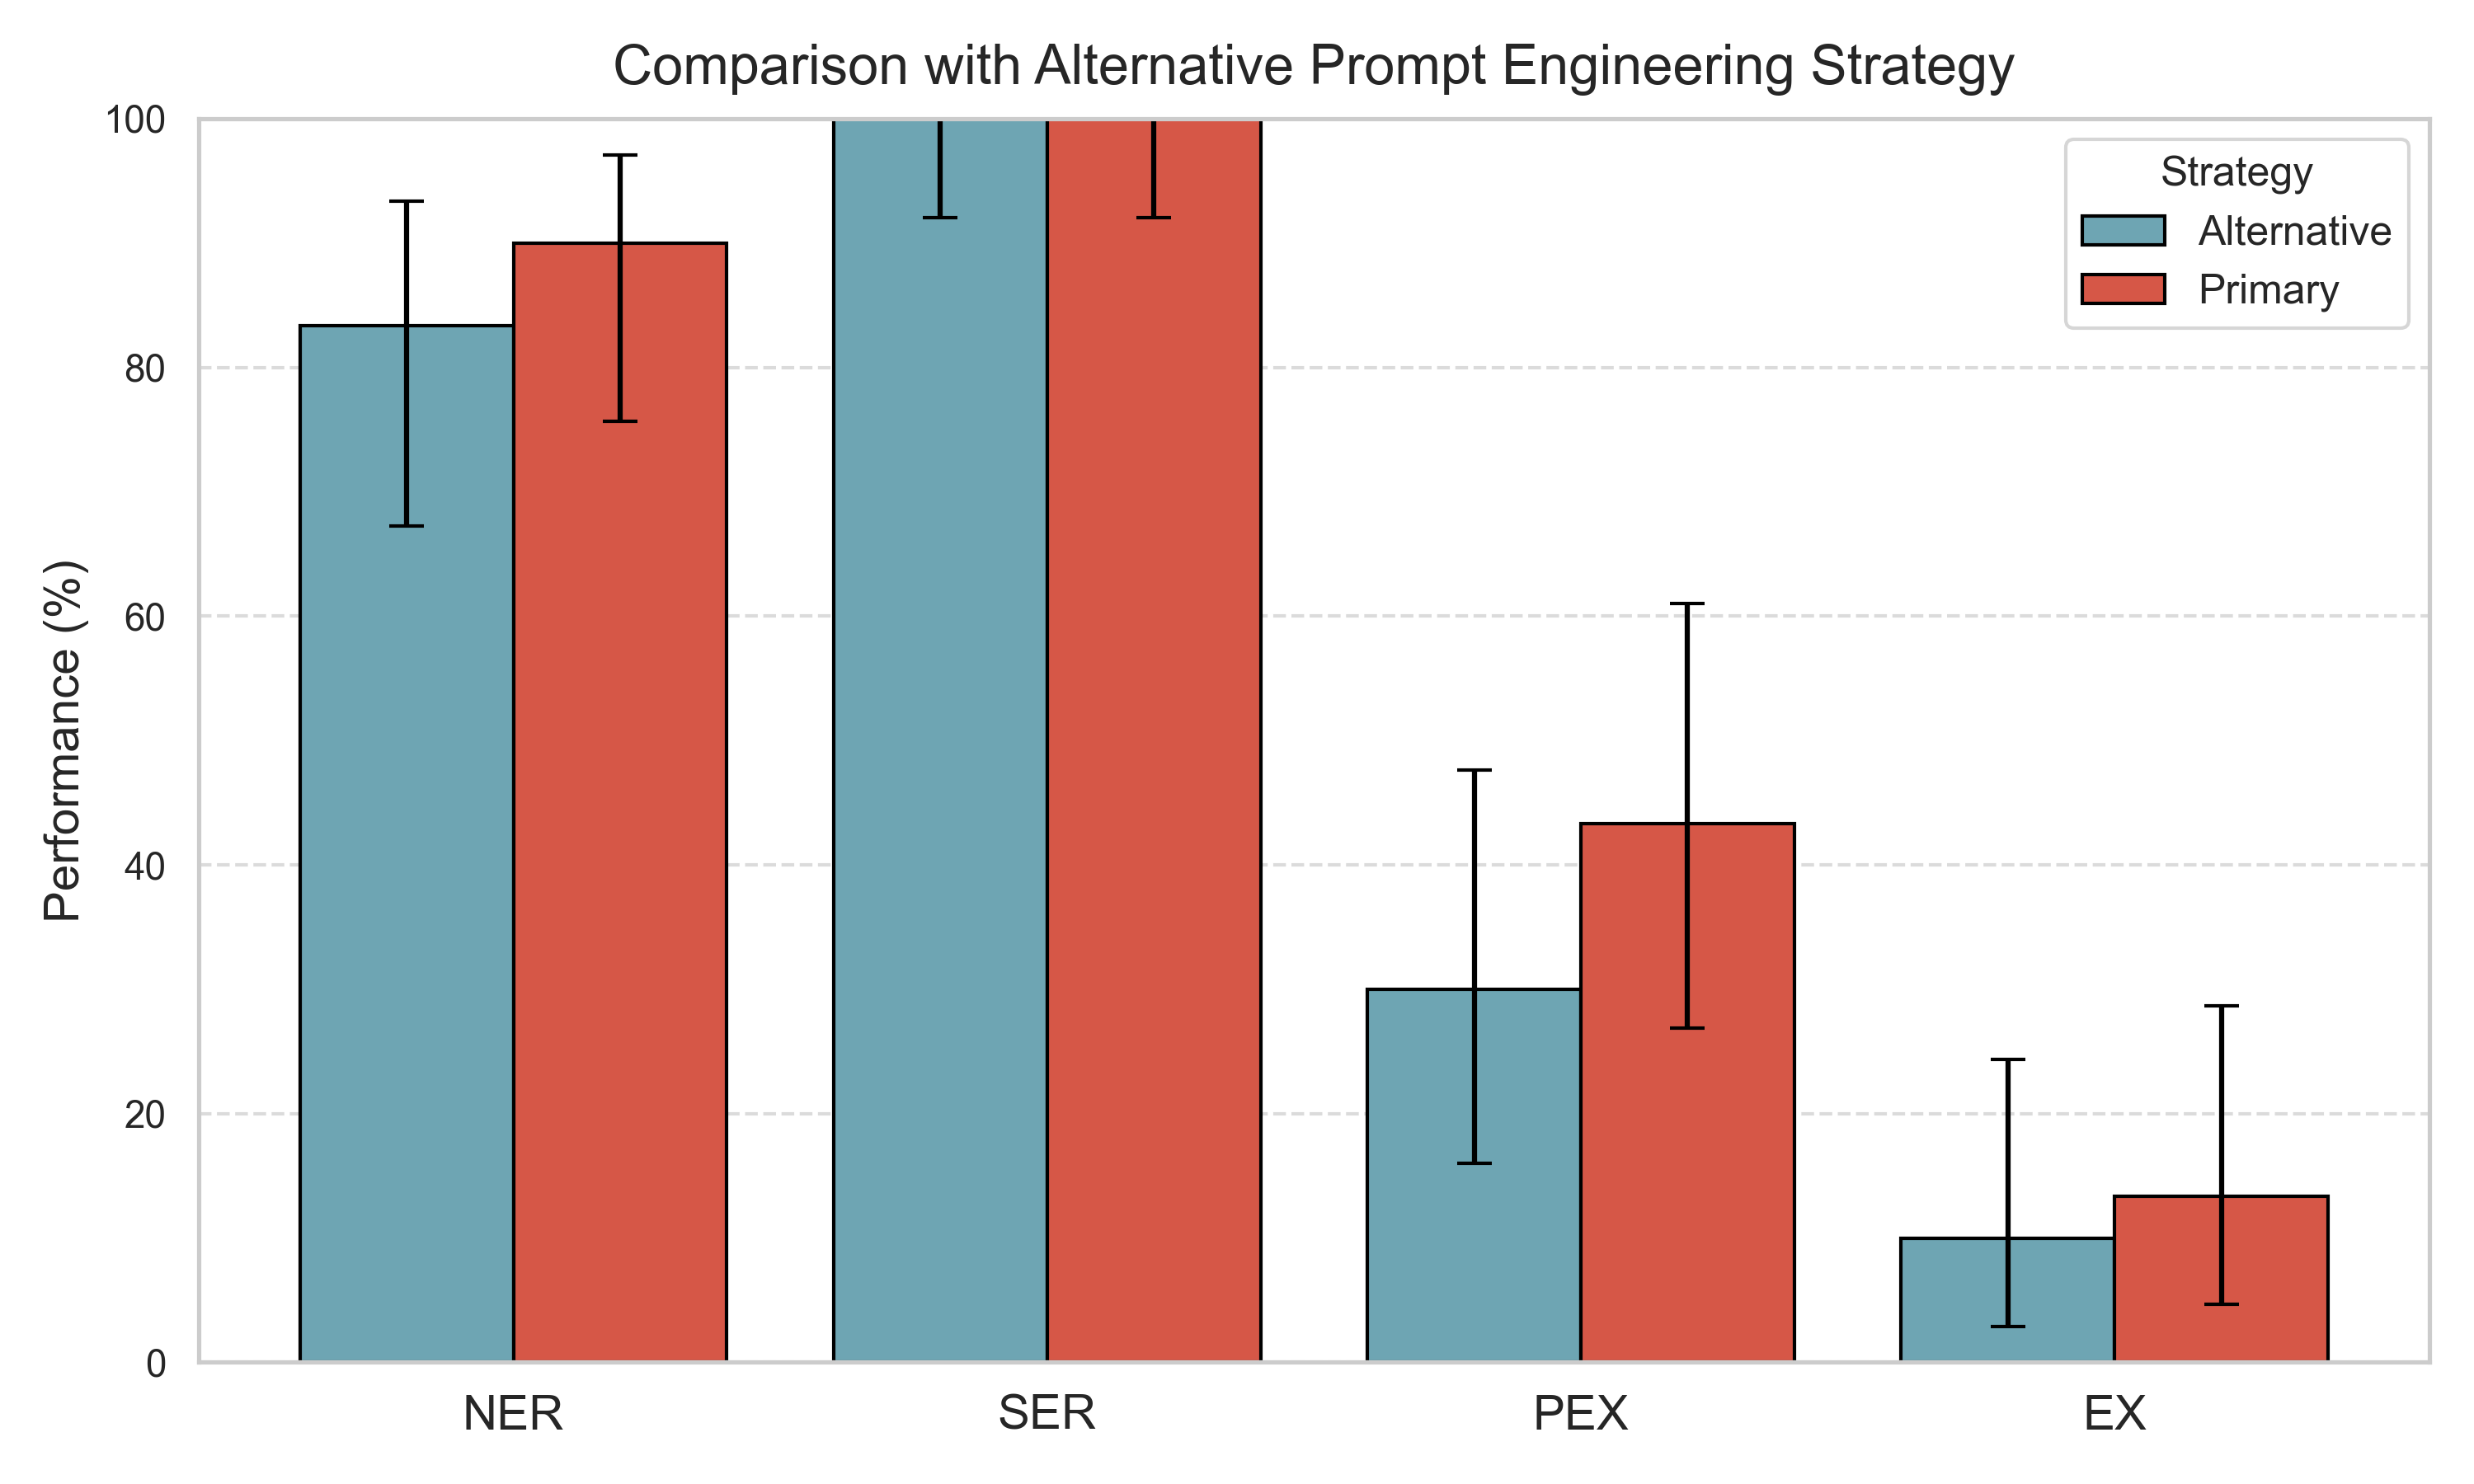 Comparison with Alternative Prompt Engineering Strategy
Performance (%)
100
80
60
40
20
0
Strategy
Alternative
Primary
NER
SER
PEX
EX